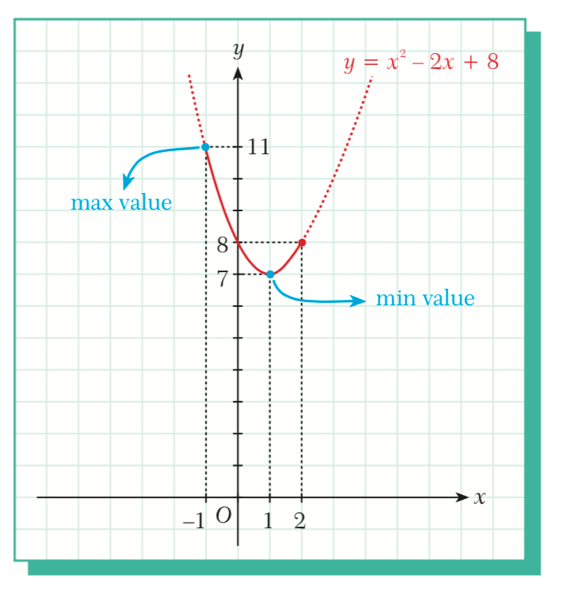 y
y = x² – 2x + 8
11
max value
8
7
min value
x
–1 O 1 2